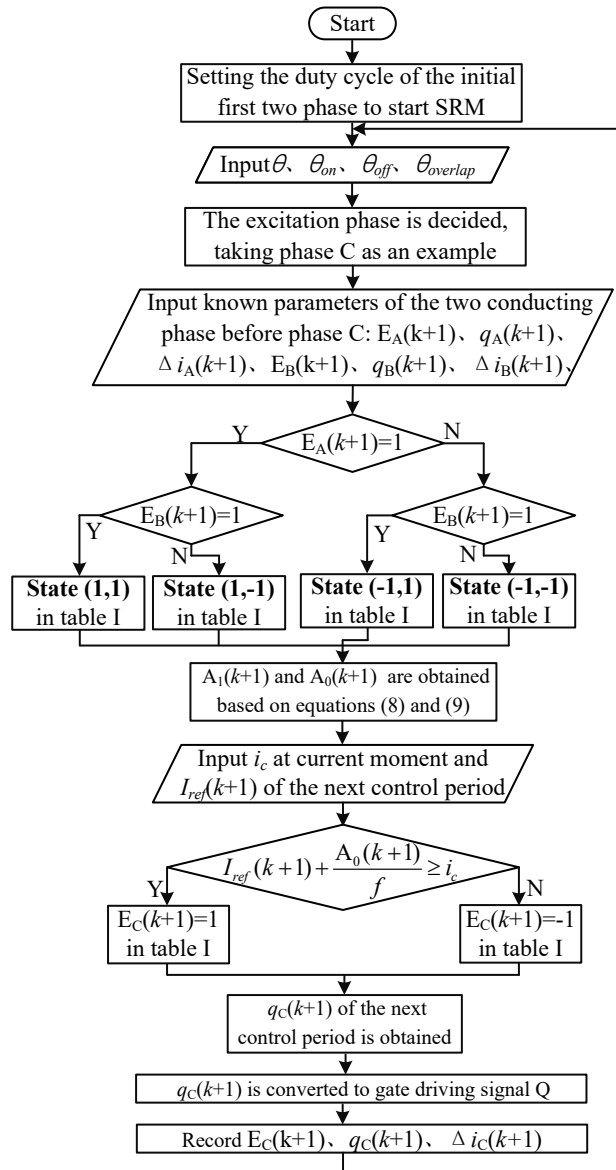 Start
Setting the duty cycle of the initial
first two phase to start SRM
Input θ、 θon、 θoff、 θoverlap
The excitation phase is decided,
taking phase C as an example
Input known parameters of the two conducting
phase before phase C: EA(k+1)、 qA(k+1)、
Δ iA(k+1)、 EB(k+1)、 qB(k+1)、 Δ iB(k+1)、
Y EA(k+1)=1 N
EB(k+1)=1 EB(k+1)=1
Y N Y N
State (1,1) State (1,-1) State (-1,1) State (-1,-1)
in table I in table I in table I in table I
A1(k+1) and A0(k+1) are obtained
based on equations (8) and (9)
Input ic at current moment and
Iref(k+1) of the next control period
Iref(k+1)+A0(k+1)/f ≥ ic
Y N
EC(k+1)=1 EC(k+1)=-1
in table I in table I
qC(k+1) of the next
control period is obtained
qC(k+1) is converted to gate driving signal Q
Record EC(k+1)、 qC(k+1)、 Δ iC(k+1)